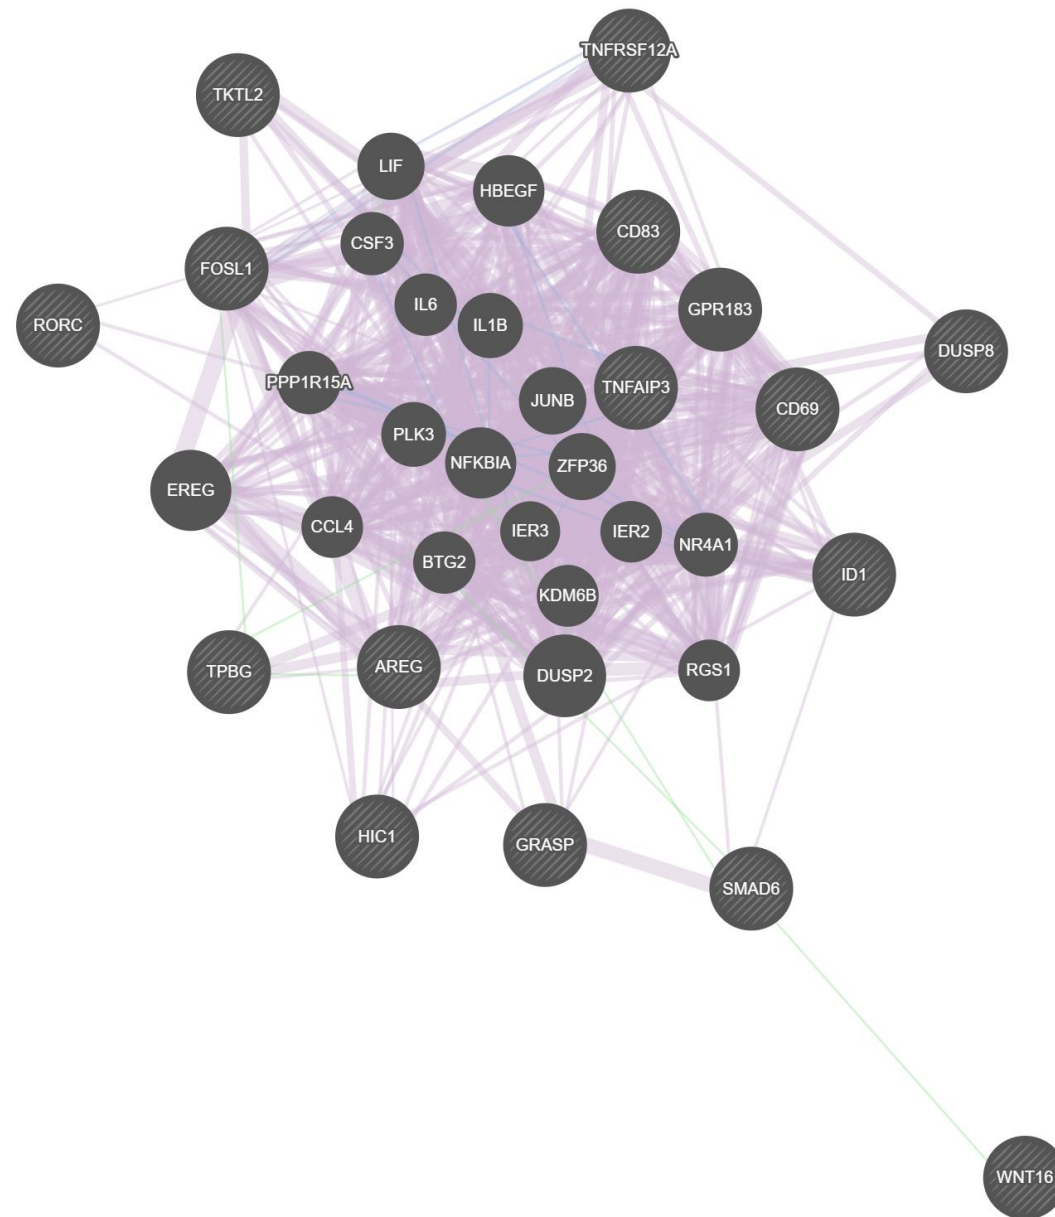 TNFRSF12A
TKTL2
LIF
HBEGF
CD83
CSF3
FOSL1
IL6
GPR183
RORC
IL1B
DUSP8
PPP1R15A
TNFAIP3
JUNB
CD69
PLK3
NFKBIA
ZFP36
EREG
CCL4
IER3
IER2
NR4A1
BTG2
ID1
KDM6B
TPBG
AREG
DUSP2
RGS1
HIC1
GRASP
SMAD6
WNT16